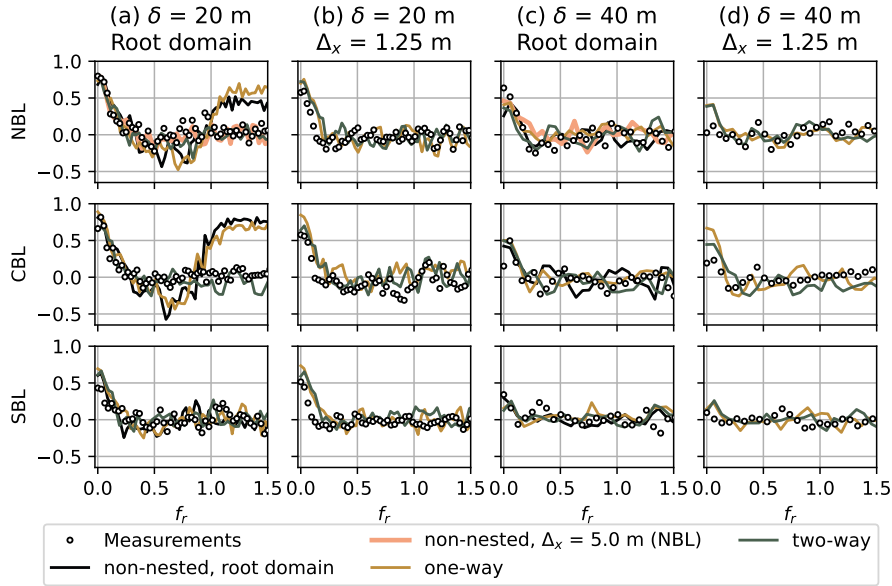 (a) δ = 20 m
Root domain
(b) δ = 20 m
Δx = 1.25 m
(c) δ = 40 m
Root domain
(d) δ = 40 m
Δx = 1.25 m
NBL
1.0
0.5
0.0
−0.5
CBL
1.0
0.5
0.0
−0.5
SBL
1.0
0.5
0.0
−0.5
0.0 0.5 1.0 1.5
0.0 0.5 1.0 1.5
0.0 0.5 1.0 1.5
0.0 0.5 1.0 1.5
fr
fr
fr
fr
Measurements
non-nested, root domain
non-nested, Δx = 5.0 m (NBL)
one-way
two-way